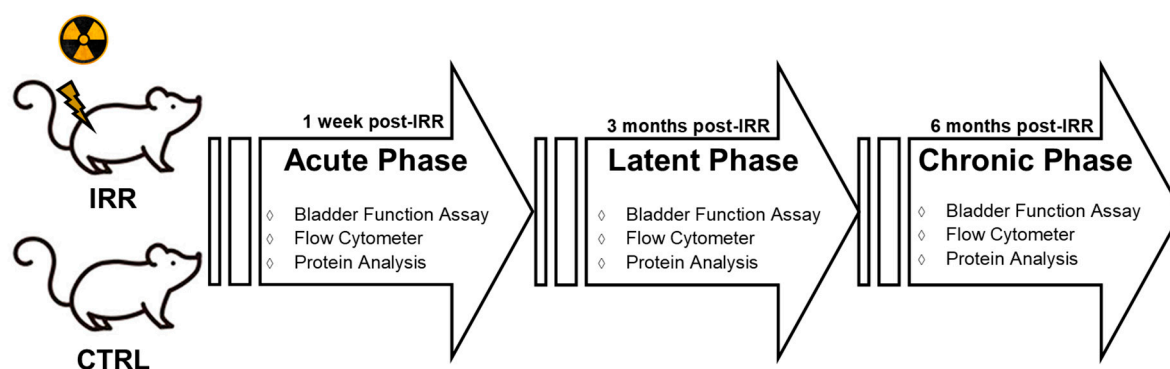 IRR
CTRL
1 week post-IRR
Acute Phase
◊ Bladder Function Assay
◊ Flow Cytometer
◊ Protein Analysis
3 months post-IRR
Latent Phase
◊ Bladder Function Assay
◊ Flow Cytometer
◊ Protein Analysis
6 months post-IRR
Chronic Phase
◊ Bladder Function Assay
◊ Flow Cytometer
◊ Protein Analysis